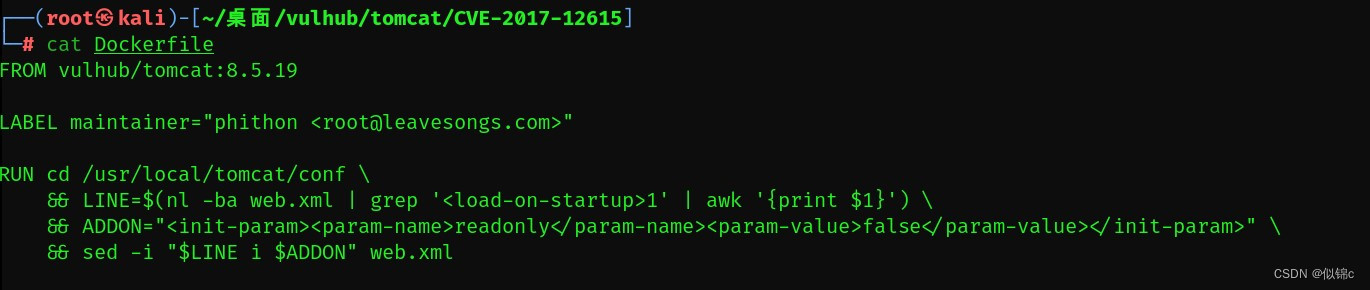 ┌──(root㉿kali)-[~/桌面/vulhub/tomcat/CVE-2017-12615]
└─# cat Dockerfile
FROM vulhub/tomcat:8.5.19
LABEL maintainer="phithon <root@leavesongs.com>"
RUN cd /usr/local/tomcat/conf \
    && LINE=$(nl -ba web.xml | grep '<load-on-startup>1' | awk '{print $1}') \
    && ADDON="<init-param><param-name>readonly</param-name><param-value>false</param-value></init-param>" \
    && sed -i "$LINE i $ADDON" web.xml
CSDN @似锦c